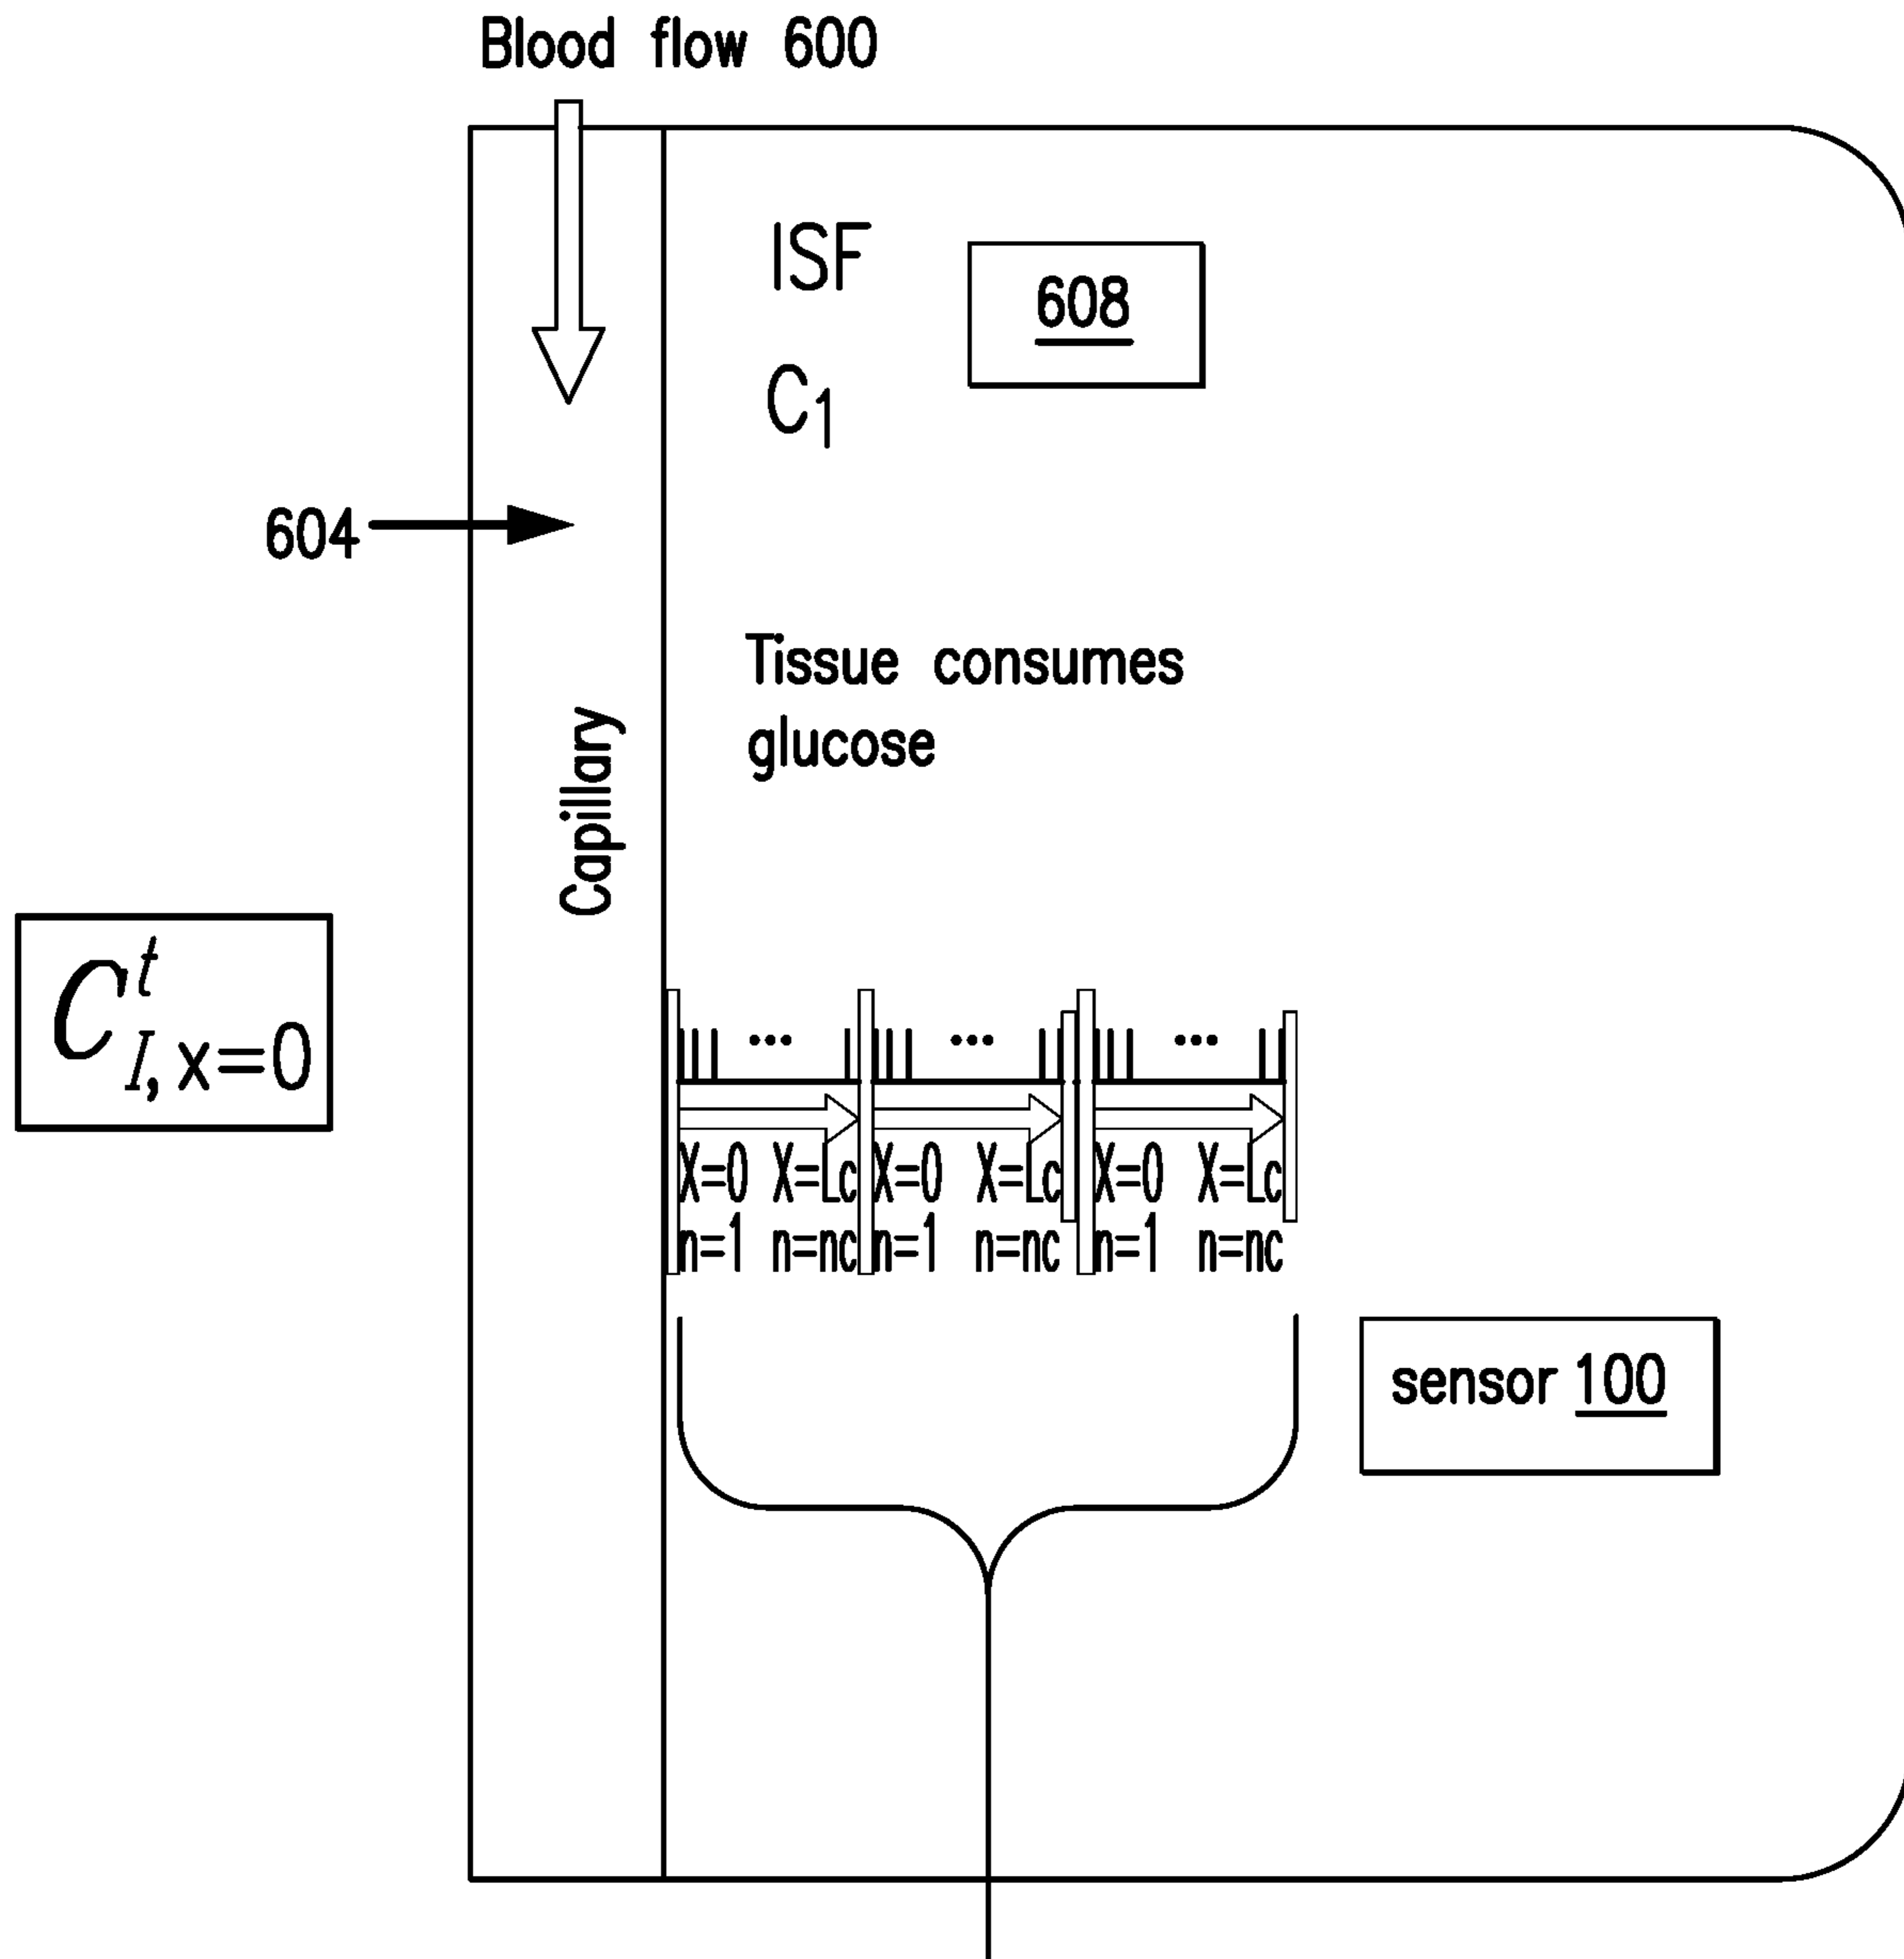 Blood flow 600
ISF
608
C1
604
Tissue consumes
glucose
Capillary
C^t_{I, x=0}
... ... ...
X=0 X=Lc X=0 X=Lc X=0 X=Lc
n=1 n=nc n=1 n=nc n=1 n=nc
sensor 100